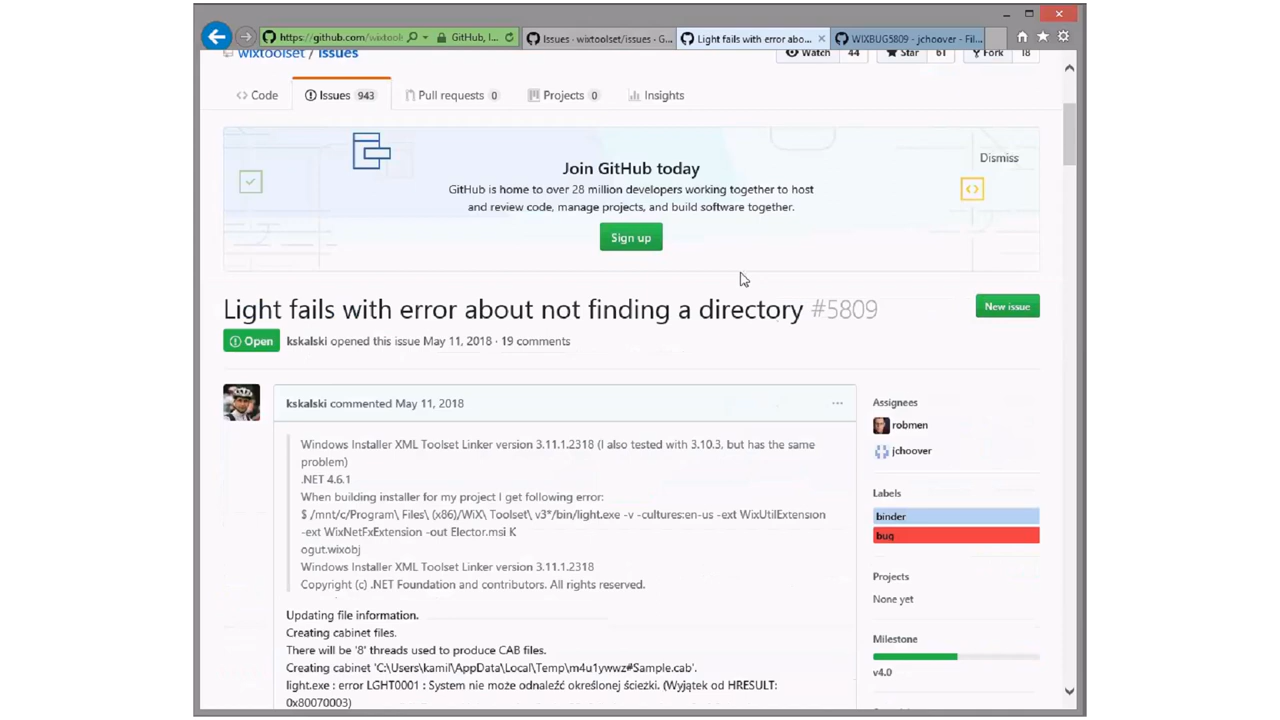 https://github.com/wixtool
GitHub, I...
Issues · wixtoolset/issues · G...
Light fails with error abo...
WIXBUG5809 - jchoover - Fil...
wixtoolset / Issues
Watch 44
Star 61
Fork 18
Code
Issues 943
Pull requests 0
Projects 0
Insights
Join GitHub today
Dismiss
GitHub is home to over 28 million developers working together to host
and review code, manage projects, and build software together.
Sign up
Light fails with error about not finding a directory #5809
New issue
Open kskalski opened this issue May 11, 2018 · 19 comments
kskalski commented May 11, 2018
Windows Installer XML Toolset Linker version 3.11.1.2318 (I also tested with 3.10.3, but has the same
problem)
.NET 4.6.1
When building installer for my project I get following error:
$ /mnt/c/Program\ Files\ (x86)/WiX\ Toolset\ v3*/bin/light.exe -v -cultures:en-us -ext WixUtilExtension
-ext WixNetFxExtension -out Elector.msi K
ogut.wixobj
Windows Installer XML Toolset Linker version 3.11.1.2318
Copyright (c) .NET Foundation and contributors. All rights reserved.
Updating file information.
Creating cabinet files.
There will be '8' threads used to produce CAB files.
Creating cabinet 'C:\Users\kamil\AppData\Local\Temp\m4u1ywwz#Sample.cab'.
light.exe : error LGHT0001 : System nie może odnaleźć określonej ścieżki. (Wyjątek od HRESULT:
0x80070003)
Assignees
robmen
jchoover
Labels
binder
bug
Projects
None yet
Milestone
v4.0